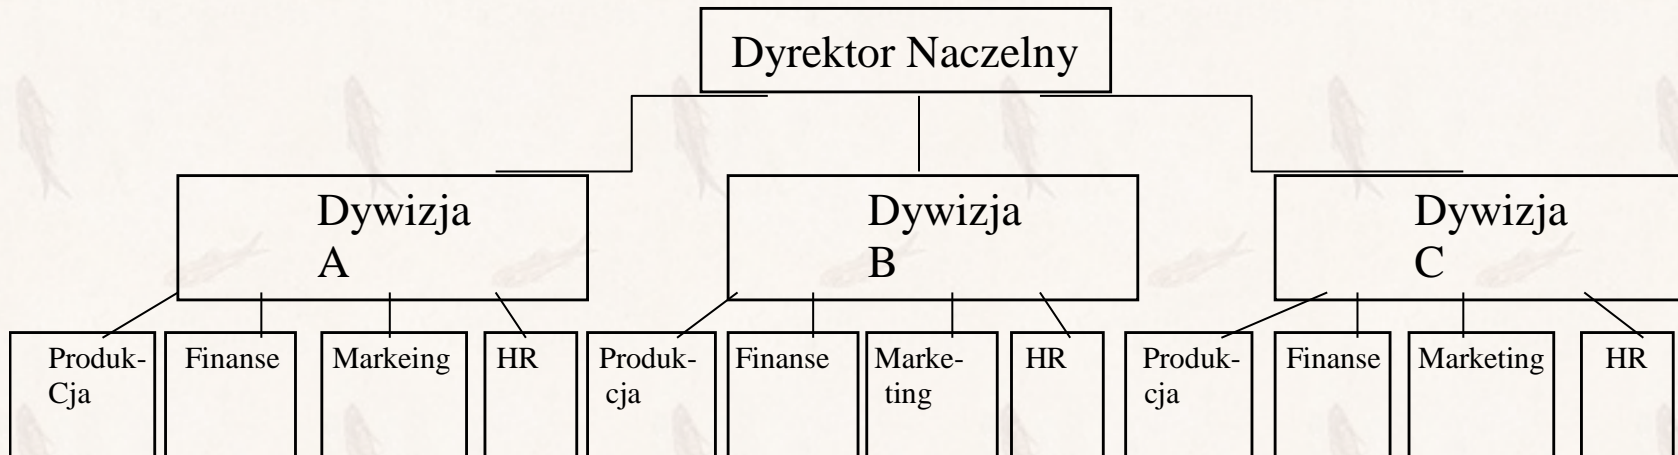 Dyrektor Naczelny
Dywizja
A
Dywizja
B
Dywizja
C
Produk-
Cja
Finanse
Markeing
HR
Produk-
cja
Finanse
Marke-
ting
HR
Produk-
cja
Finanse
Marketing
HR